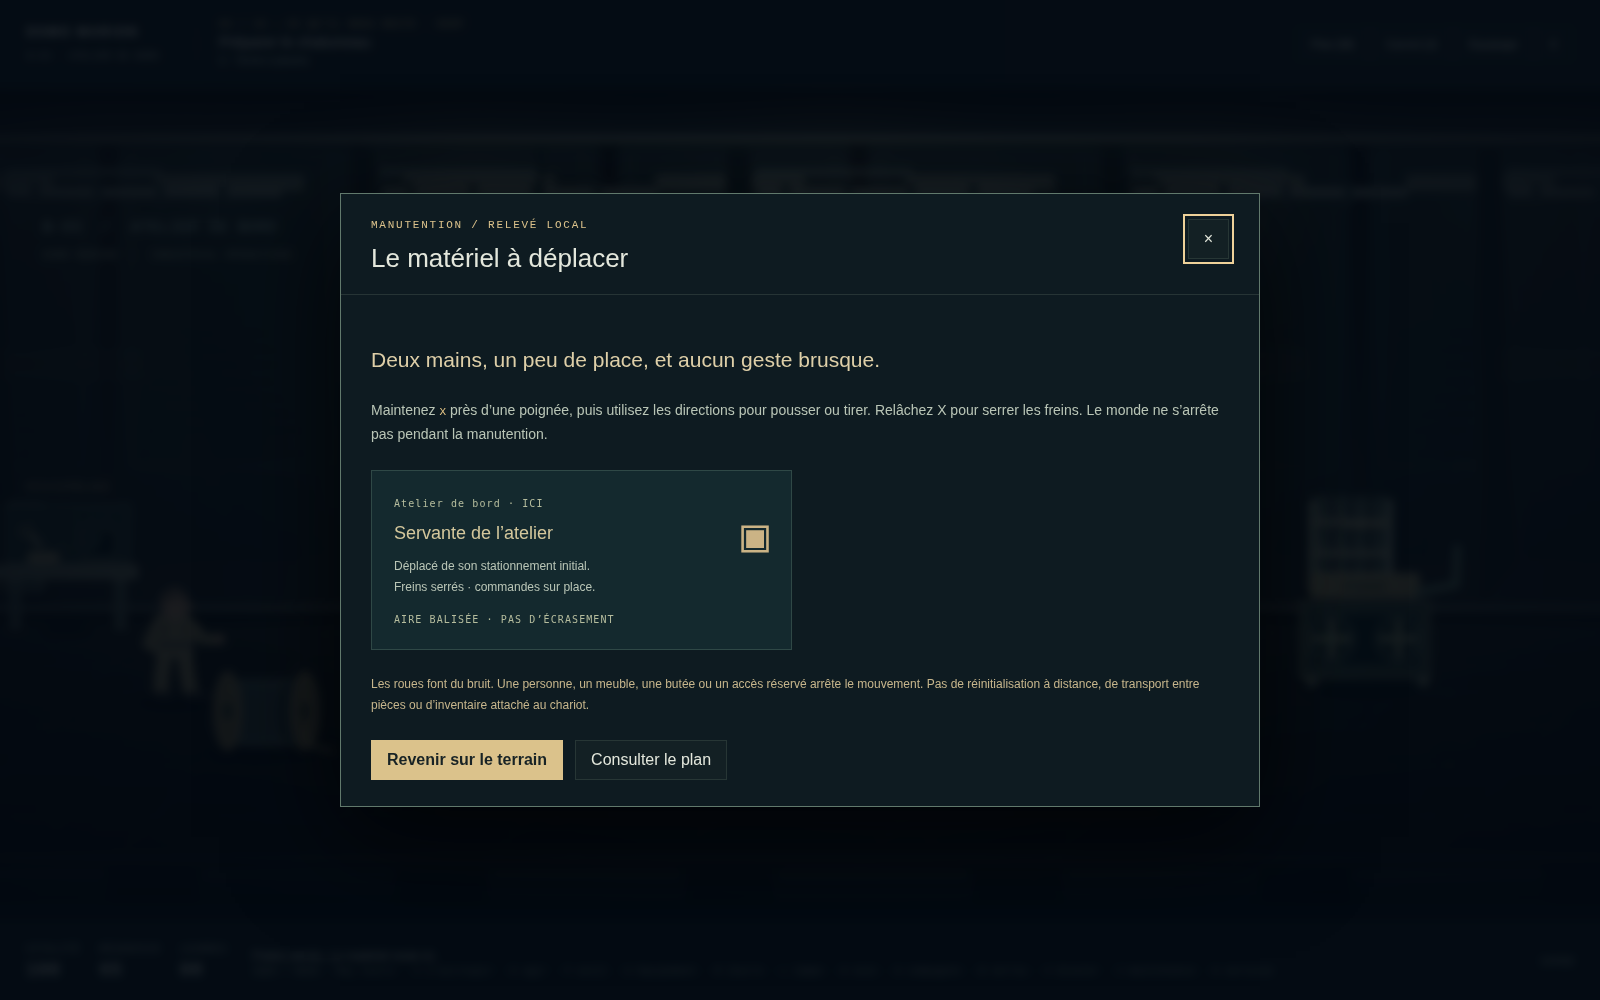 MANUTENTION / RELEVÉ LOCAL
Le matériel à déplacer
×
Deux mains, un peu de place, et aucun geste brusque.
Maintenez x près d’une poignée, puis utilisez les directions pour pousser ou tirer. Relâchez X pour serrer les freins. Le monde ne s’arrête
pas pendant la manutention.
Atelier de bord · ICI
Servante de l’atelier
Déplacé de son stationnement initial.
Freins serrés · commandes sur place.
AIRE BALISÉE · PAS D’ÉCRASEMENT
Les roues font du bruit. Une personne, un meuble, une butée ou un accès réservé arrête le mouvement. Pas de réinitialisation à distance, de transport entre
pièces ou d’inventaire attaché au chariot.
Revenir sur le terrain
Consulter le plan